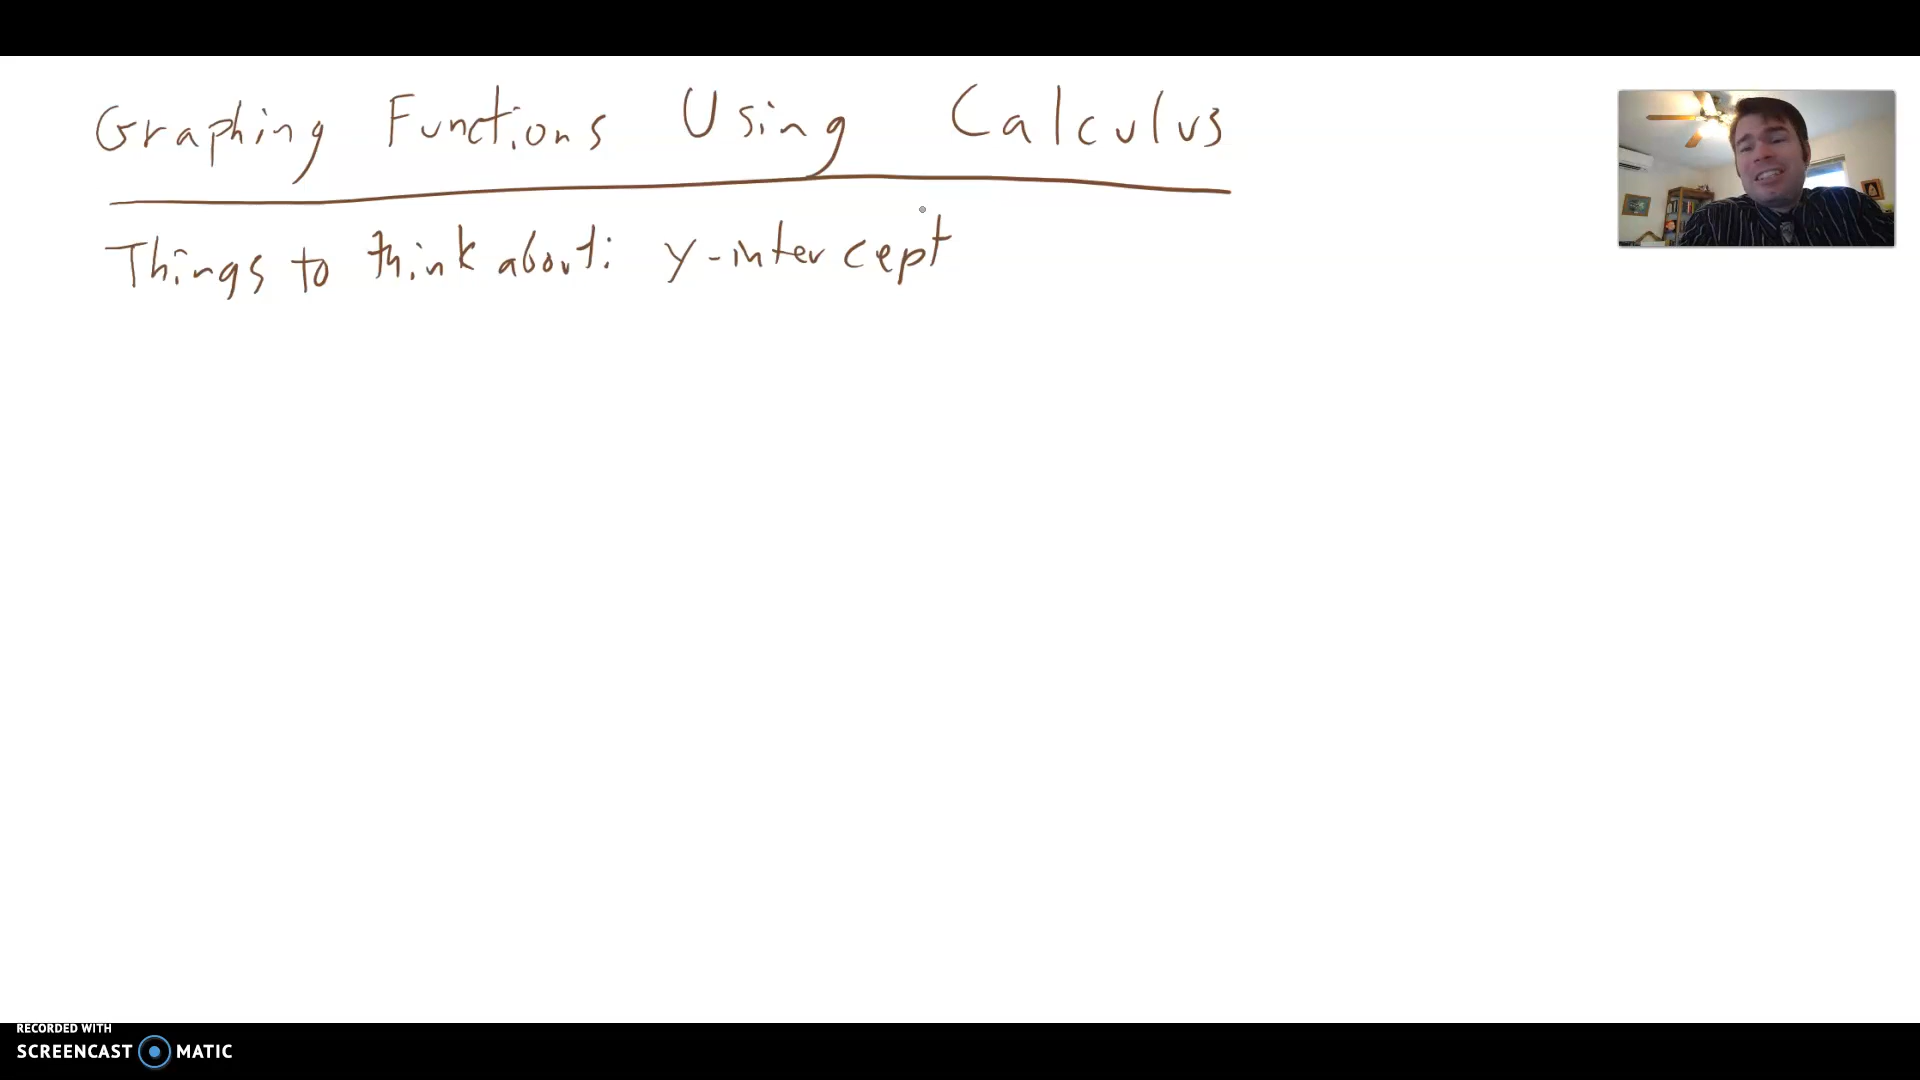 Graphing Functions Using Calculus
Things to think about: y-intercept
RECORDED WITH
SCREENCAST MATIC